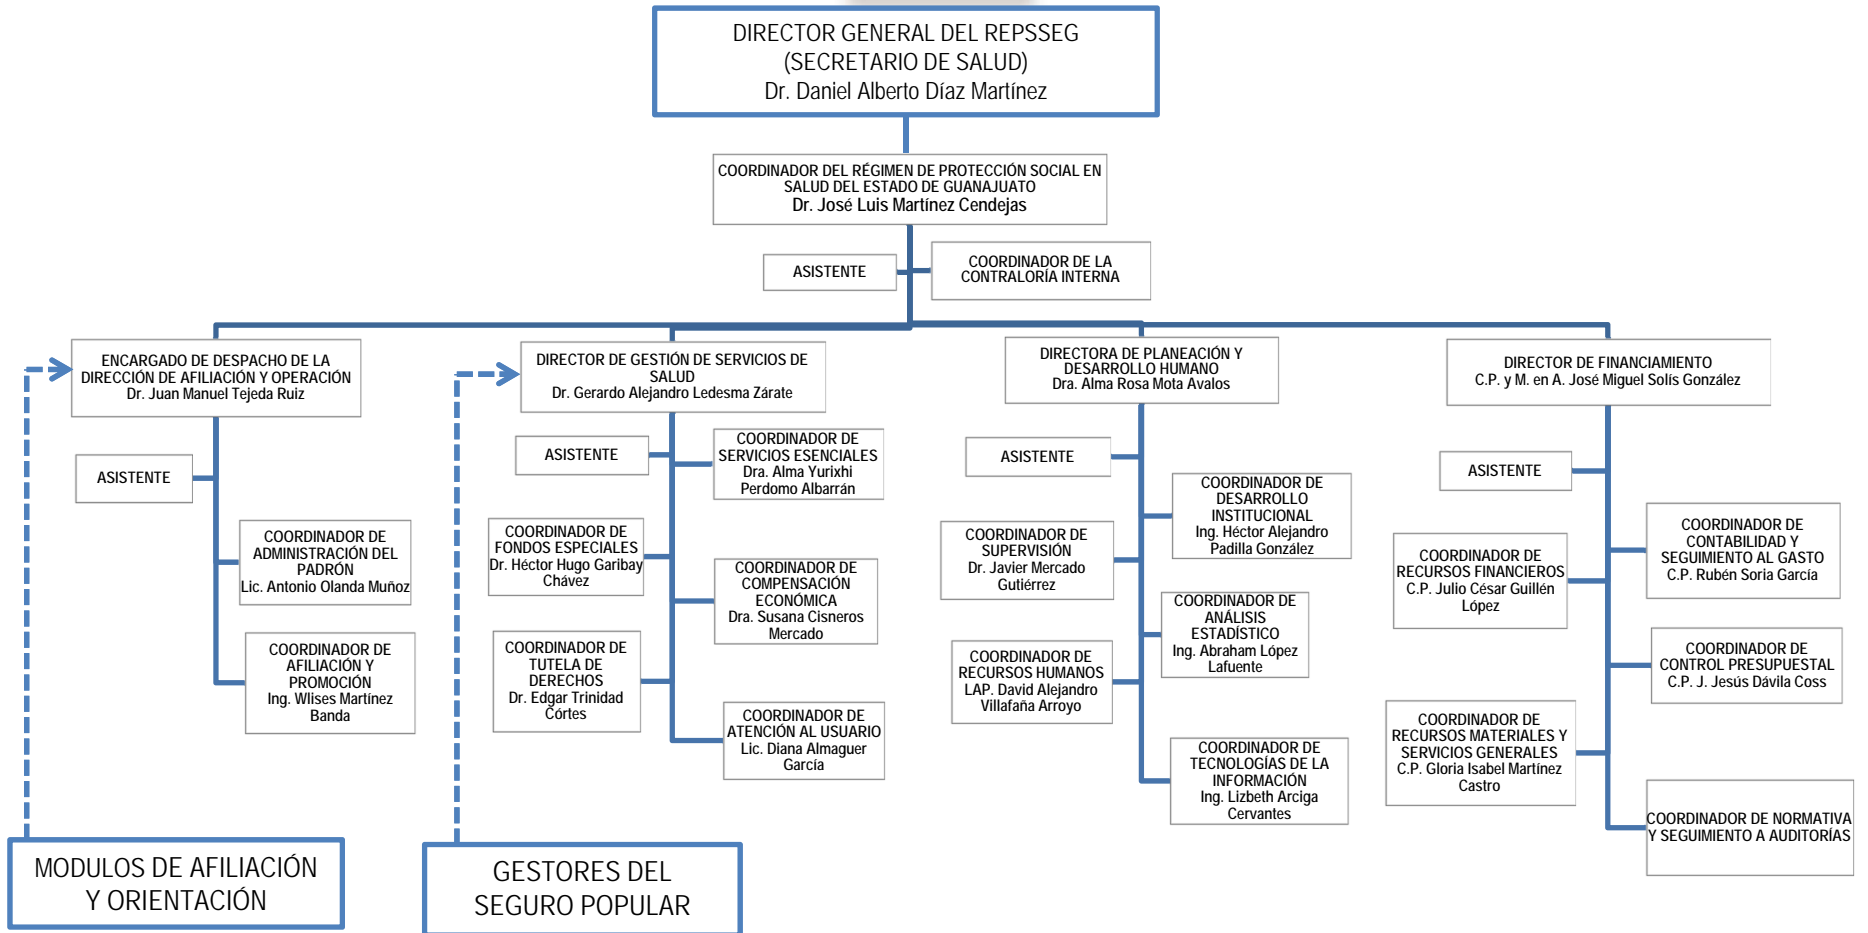 DIRECTOR GENERAL DEL REPSSEG
(SECRETARIO DE SALUD)
Dr. Daniel Alberto Díaz Martínez
COORDINADOR DEL RÉGIMEN DE PROTECCIÓN SOCIAL EN
SALUD DEL ESTADO DE GUANAJUATO
Dr. José Luis Martínez Cendejas
ASISTENTE
COORDINADOR DE LA
CONTRALORÍA INTERNA
ENCARGADO DE DESPACHO DE LA
DIRECCIÓN DE AFILIACIÓN Y OPERACIÓN
Dr. Juan Manuel Tejeda Ruiz
ASISTENTE
COORDINADOR DE
ADMINISTRACIÓN DEL
PADRÓN
Lic. Antonio Olanda Muñoz
COORDINADOR DE
AFILIACIÓN Y
PROMOCIÓN
Ing. Wlises Martínez
Banda
MODULOS DE AFILIACIÓN
Y ORIENTACIÓN
DIRECTOR DE GESTIÓN DE SERVICIOS DE
SALUD
Dr. Gerardo Alejandro Ledesma Zárate
ASISTENTE
COORDINADOR DE
SERVICIOS ESENCIALES
Dra. Alma Yurixhi
Perdomo Albarrán
COORDINADOR DE
FONDOS ESPECIALES
Dr. Héctor Hugo Garibay
Chávez
COORDINADOR DE
COMPENSACIÓN
ECONÓMICA
Dra. Susana Cisneros
Mercado
COORDINADOR DE
TUTELA DE
DERECHOS
Dr. Edgar Trinidad
Córtes
COORDINADOR DE
ATENCIÓN AL USUARIO
Lic. Diana Almaguer
García
GESTORES DEL
SEGURO POPULAR
DIRECTORA DE PLANEACIÓN Y
DESARROLLO HUMANO
Dra. Alma Rosa Mota Avalos
ASISTENTE
COORDINADOR DE
DESARROLLO
INSTITUCIONAL
Ing. Héctor Alejandro
Padilla González
COORDINADOR DE
SUPERVISIÓN
Dr. Javier Mercado
Gutiérrez
COORDINADOR DE
ANÁLISIS
ESTADÍSTICO
Ing. Abraham López
Lafuente
COORDINADOR DE
RECURSOS HUMANOS
LAP. David Alejandro
Villafaña Arroyo
COORDINADOR DE
TECNOLOGÍAS DE LA
INFORMACIÓN
Ing. Lizbeth Arciga
Cervantes
DIRECTOR DE FINANCIAMIENTO
C.P. y M. en A. José Miguel Solís González
ASISTENTE
COORDINADOR DE
CONTABILIDAD Y
SEGUIMIENTO AL GASTO
C.P. Rubén Soria García
COORDINADOR DE
RECURSOS FINANCIEROS
C.P. Julio César Guillén
López
COORDINADOR DE
CONTROL PRESUPUESTAL
C.P. J. Jesús Dávila Coss
COORDINADOR DE
RECURSOS MATERIALES Y
SERVICIOS GENERALES
C.P. Gloria Isabel Martínez
Castro
COORDINADOR DE NORMATIVA
Y SEGUIMIENTO A AUDITORÍAS